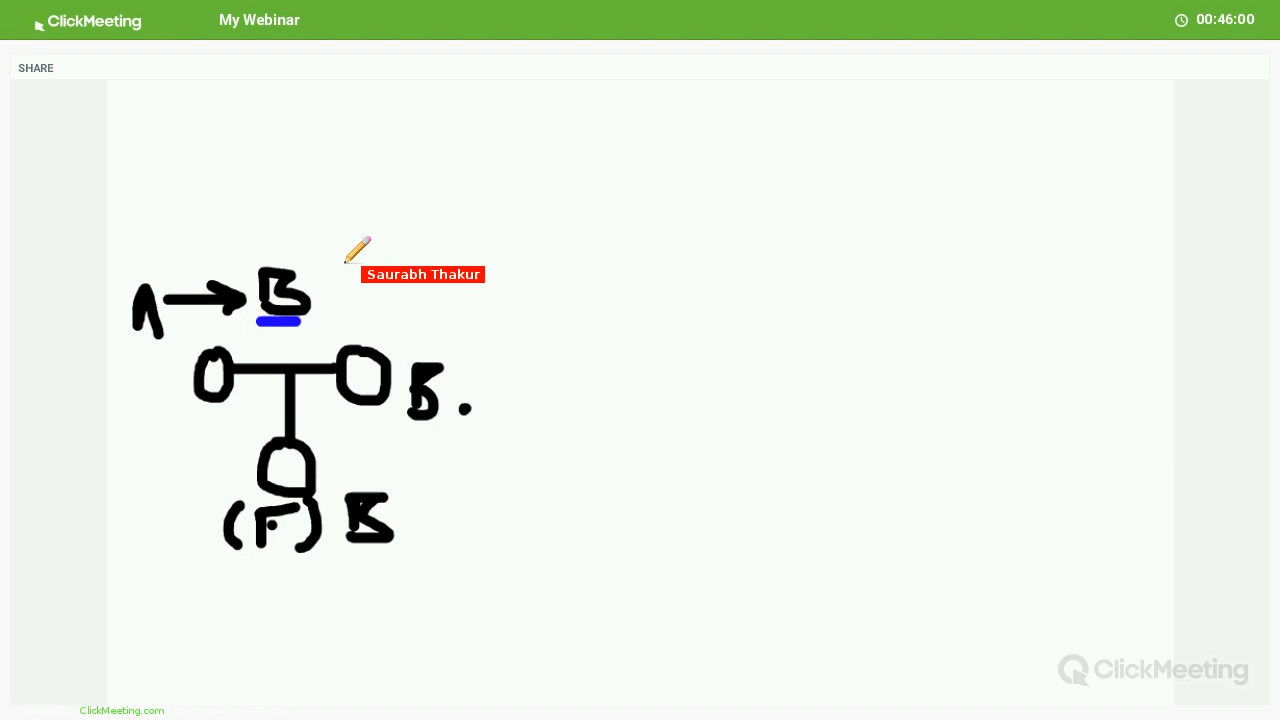 ClickMeeting My Webinar 00:46:00
SHARE
Saurabh Thakur
A → B
B .
(F) B
ClickMeeting
ClickMeeting.com